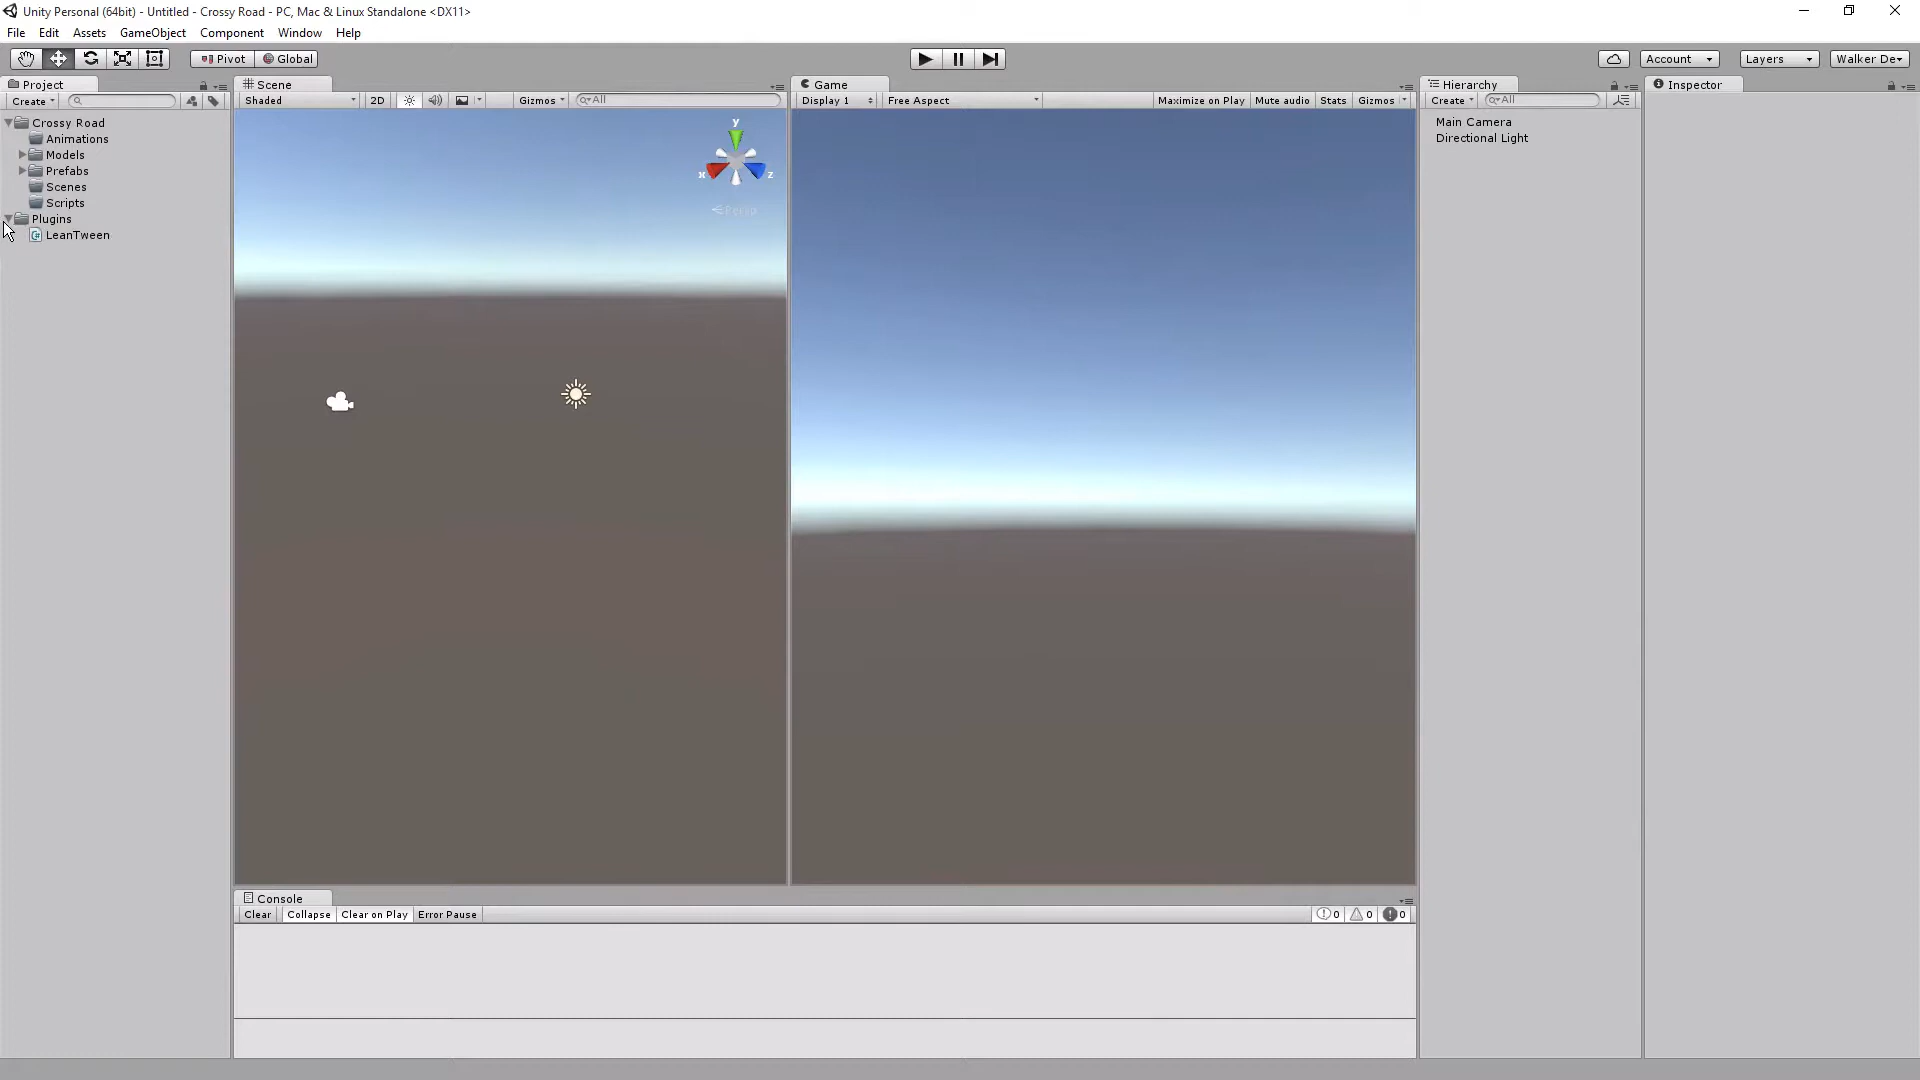 Unity Personal (64bit) - Untitled - Crossy Road - PC, Mac & Linux Standalone <DX11>
File Edit Assets GameObject Component Window Help
Pivot Global Account Layers Walker De
Project
Create
Crossy Road
Animations
Models
Prefabs
Scenes
Scripts
Plugins
LeanTween
Scene
Shaded 2D Gizmos All
y
x z
Persp
Game
Display 1 Free Aspect Maximize on Play Mute audio Stats Gizmos
Console
Clear Collapse Clear on Play Error Pause 0 0 0
Hierarchy
Create All
Main Camera
Directional Light
Inspector